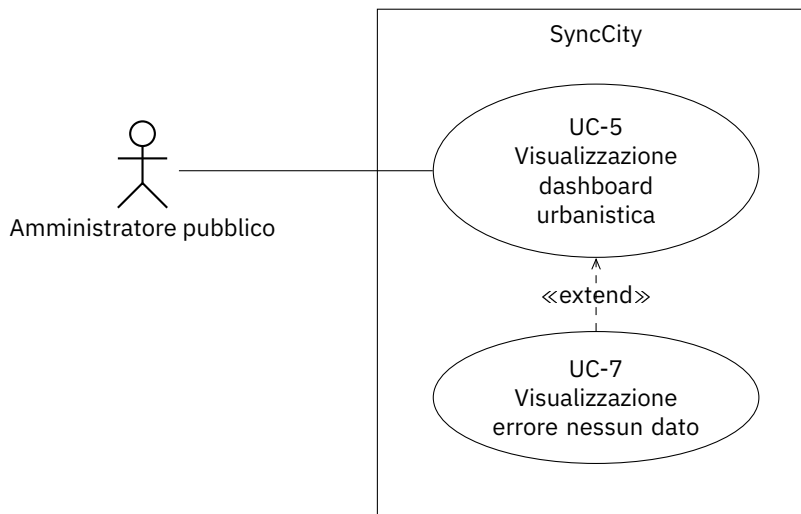 SyncCity
UC-5
Visualizzazione
dashboard
urbanistica
Amministratore pubblico
≪extend≫
UC-7
Visualizzazione
errore nessun dato